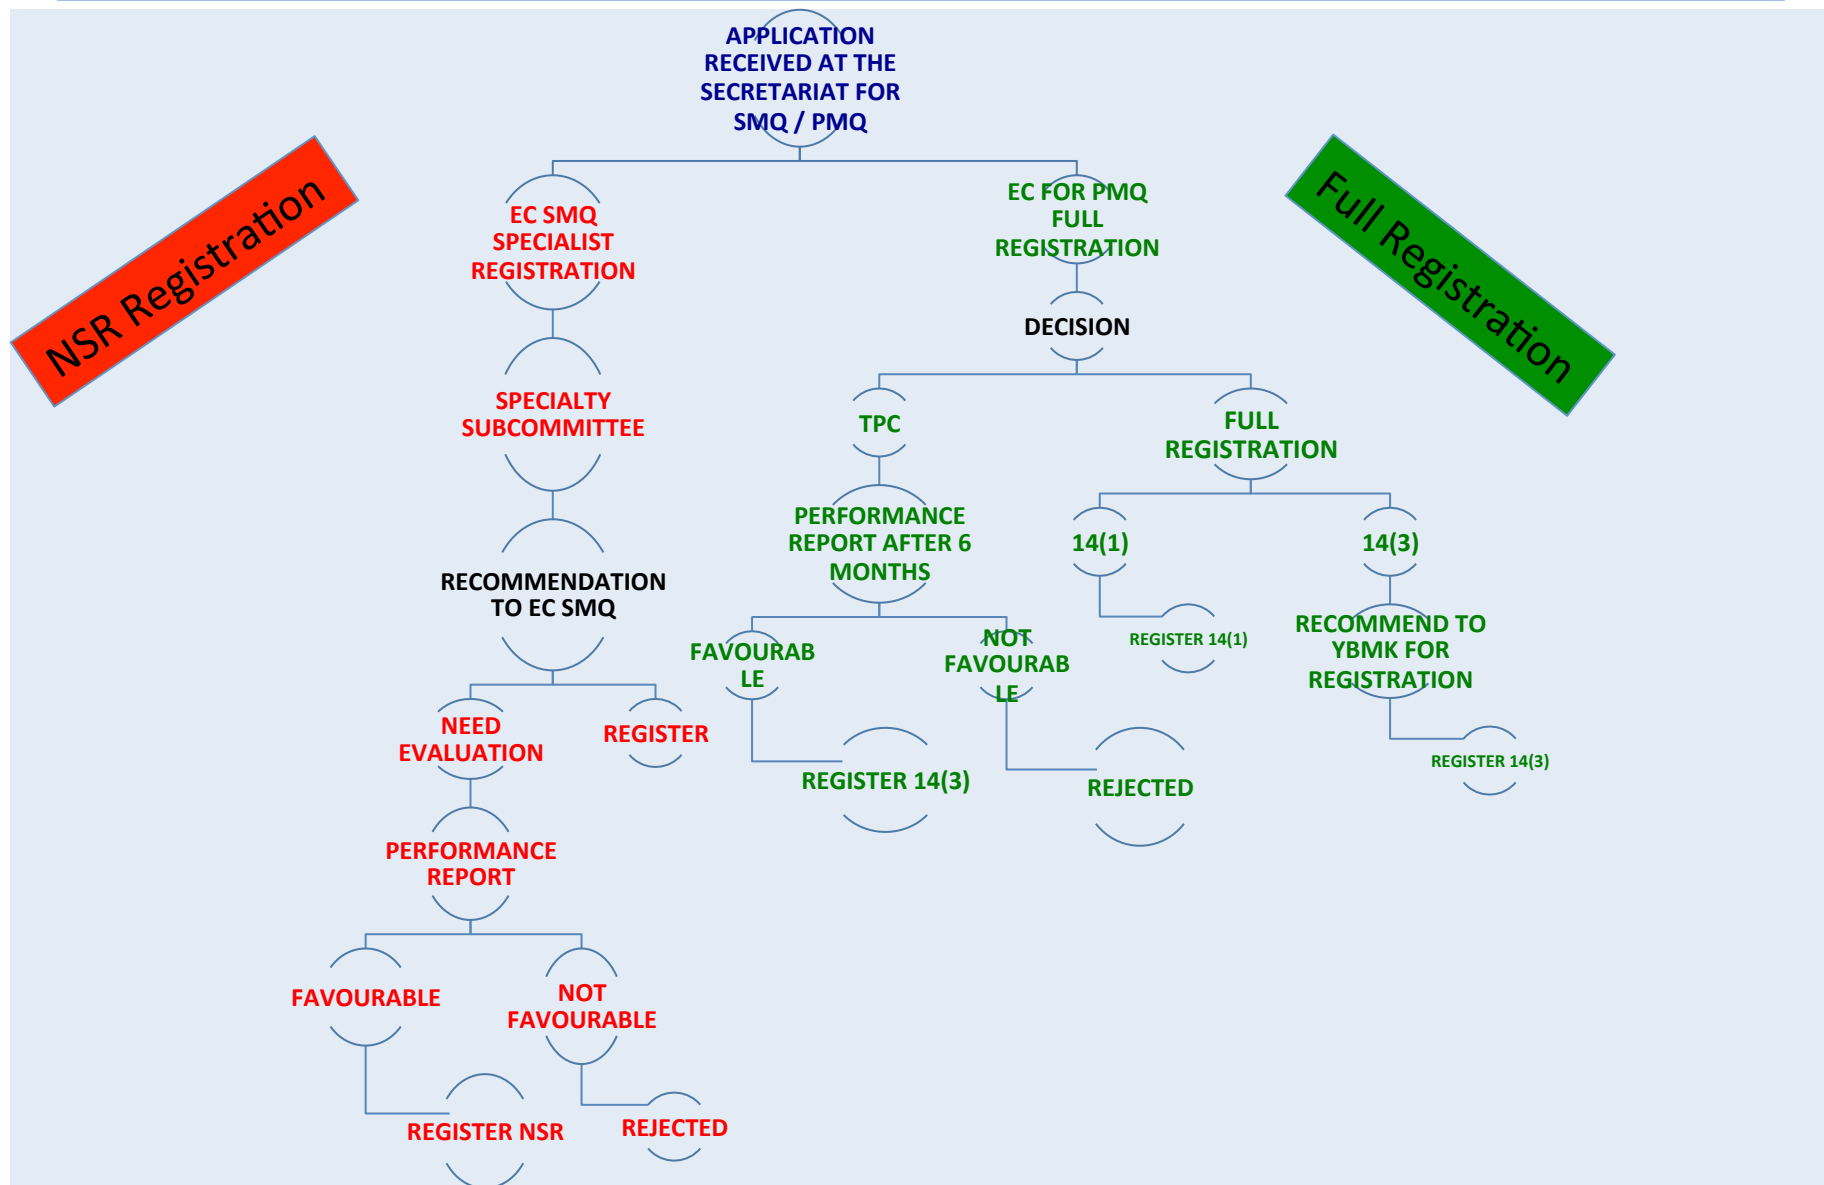 APPLICATION
RECEIVED AT THE
SECRETARIAT FOR
SMQ / PMQ
NSR Registration
Full Registration
EC SMQ
SPECIALIST
REGISTRATION
EC FOR PMQ
FULL
REGISTRATION
DECISION
SPECIALTY
SUBCOMMITTEE
TPC
FULL
REGISTRATION
RECOMMENDATION
TO EC SMQ
PERFORMANCE
REPORT AFTER 6
MONTHS
14(1)
14(3)
FAVOURAB
LE
NOT
FAVOURAB
LE
REGISTER 14(1)
RECOMMEND TO
YBMK FOR
REGISTRATION
NEED
EVALUATION
REGISTER
REGISTER 14(3)
REJECTED
REGISTER 14(3)
PERFORMANCE
REPORT
FAVOURABLE
NOT
FAVOURABLE
REGISTER NSR
REJECTED